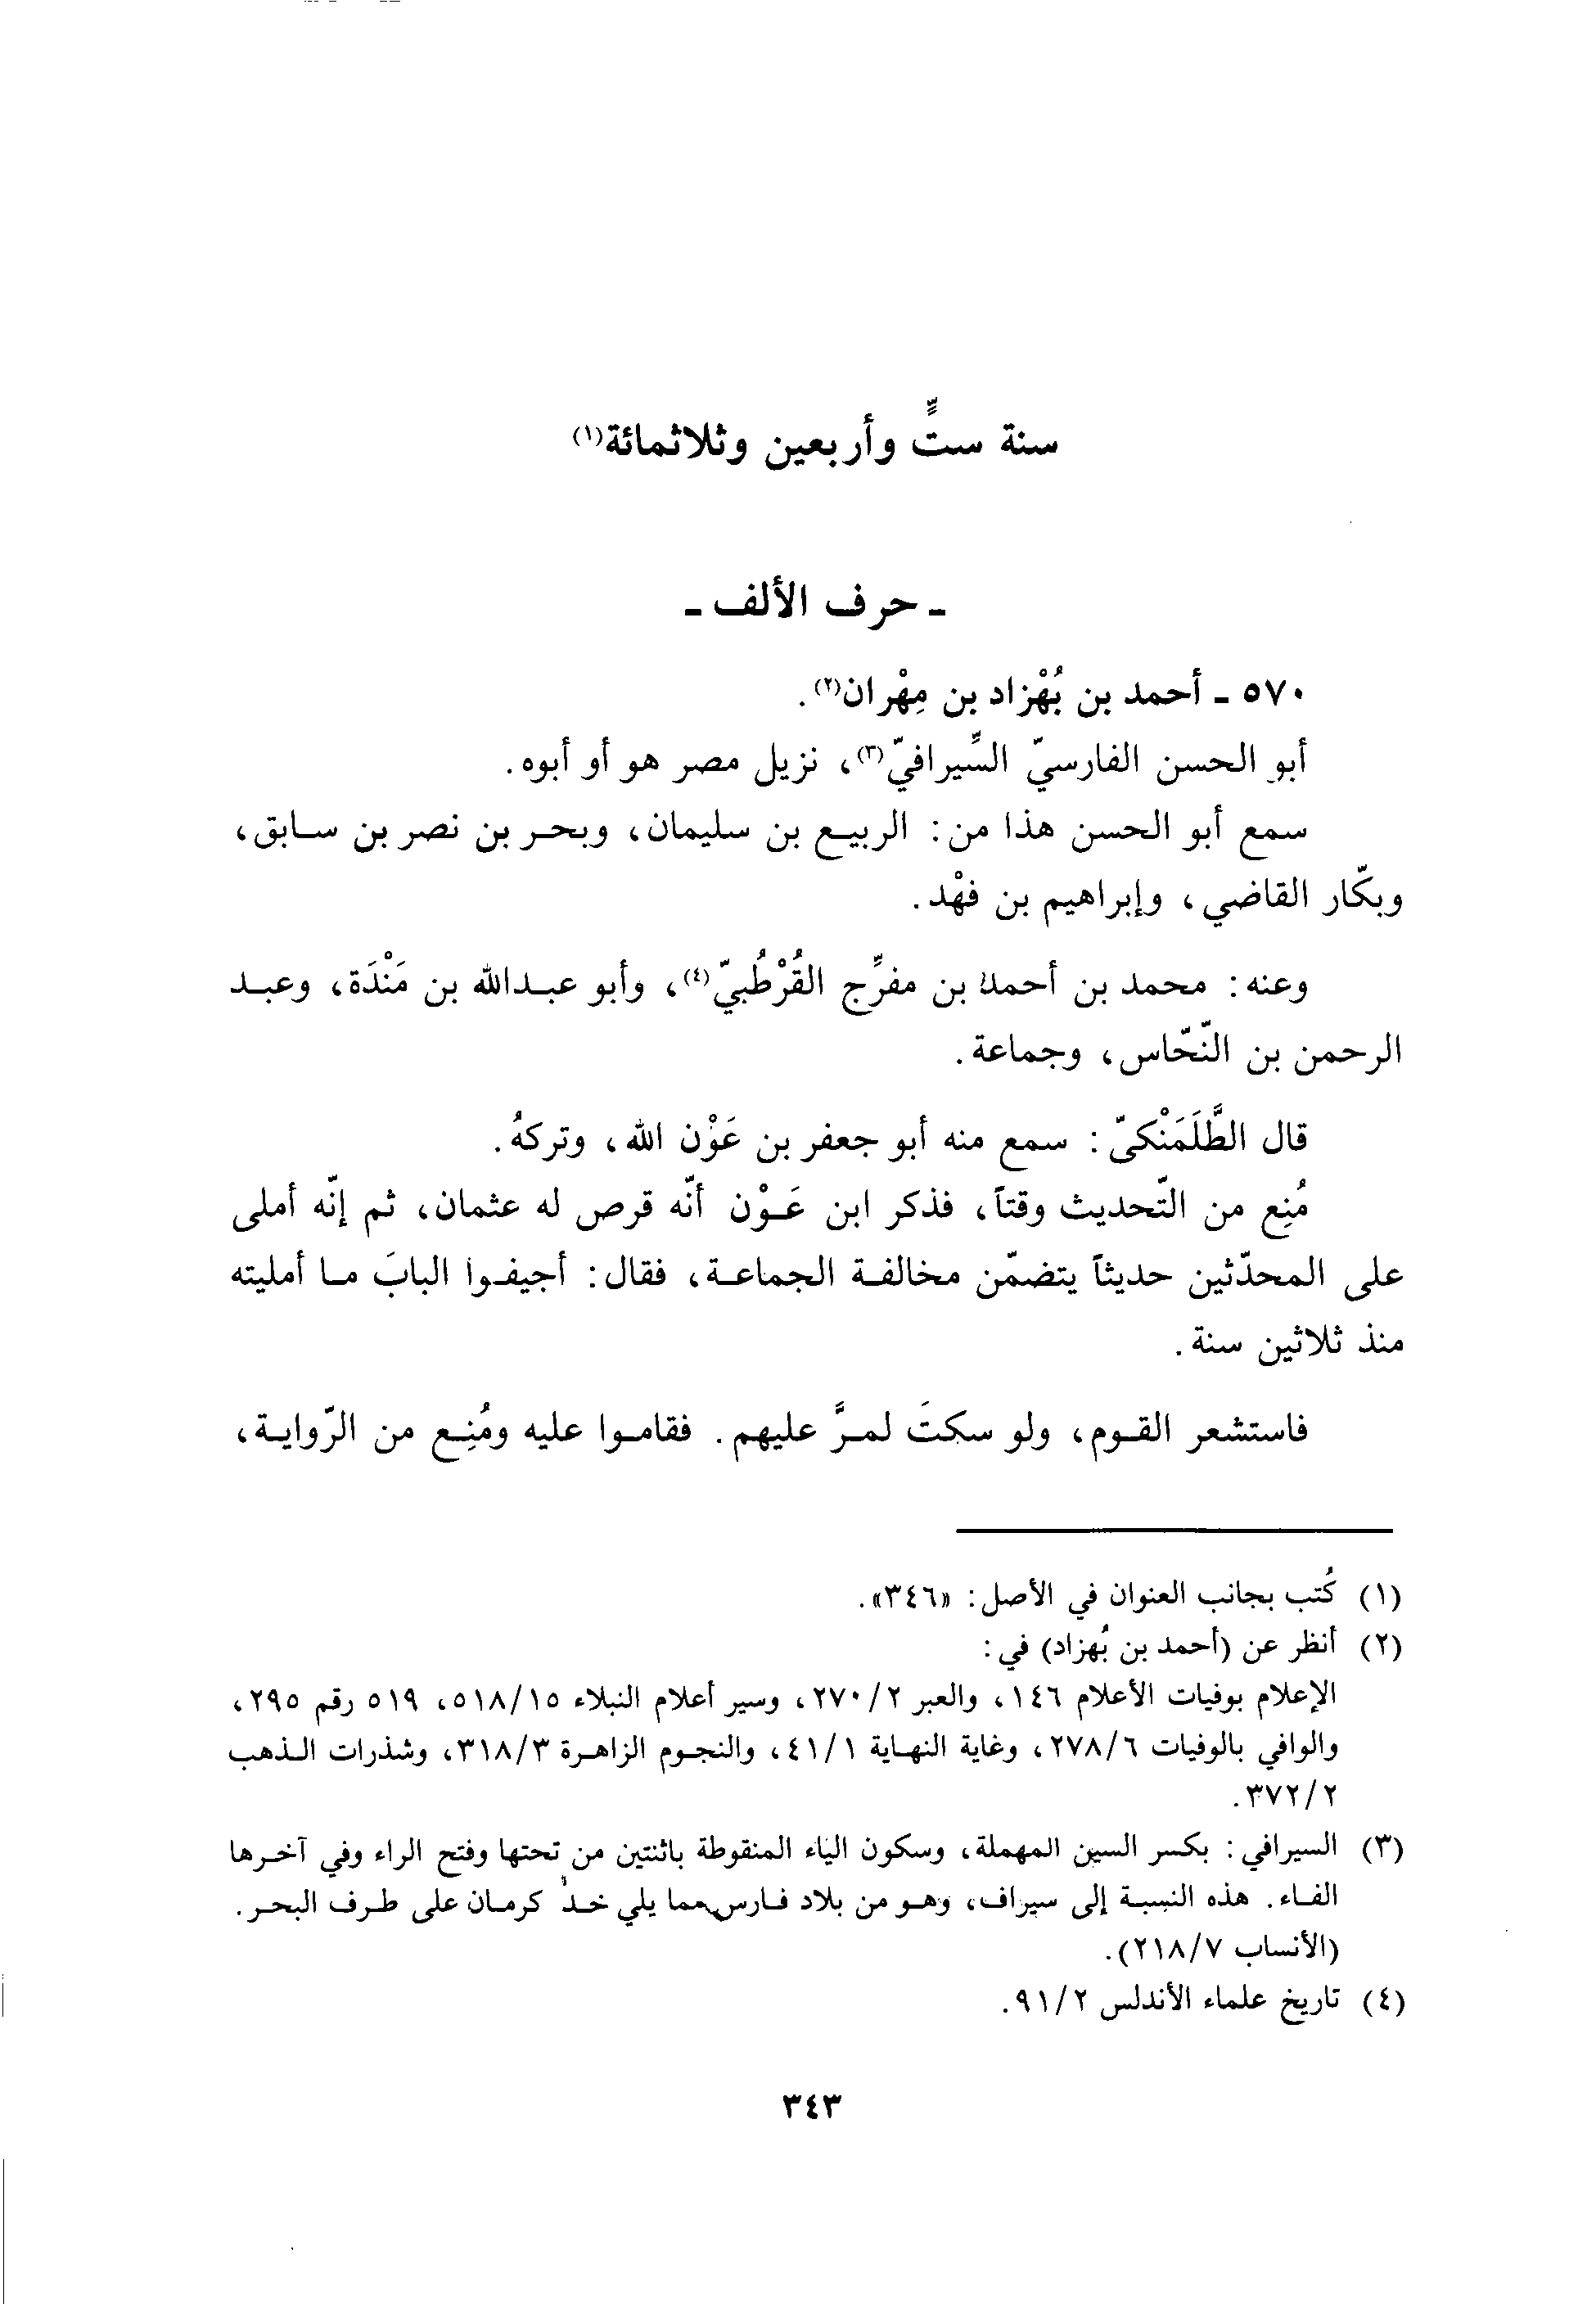 سنة ستٍّ وأربعين وثلاثمائة(١)
- حرف الألف -
٥٧٠ - أحمد بن بُهْزاد بن مِهْران(٢).
أبو الحسن الفارسيّ السِّيرافيّ(٣)، نزيل مصر هو أو أبوه.
سمع أبو الحسن هذا من: الربيع بن سليمان، وبحر بن نصر بن سابق،
وبكّار القاضي، وإبراهيم بن فهْد.
وعنه: محمد بن أحمد بن مفرِّج القُرْطُبيّ(٤)، وأبو عبدالله بن مَنْدَة، وعبد
الرحمن بن النّحّاس، وجماعة.
قال الطَّلَمَنْكيّ: سمع منه أبو جعفر بن عَوْن الله، وتركهُ.
مُنِع من التّحديث وقتاً، فذكر ابن عَوْن أنّه قرص له عثمان، ثم إنّه أملى
على المحدّثين حديثاً يتضمّن مخالفة الجماعة، فقال: أجيفوا البابَ ما أمليته
منذ ثلاثين سنة.
فاستشعر القوم، ولو سكتَ لمرَّ عليهم. فقاموا عليه ومُنِع من الرّواية،
(١) كُتب بجانب العنوان في الأصل: «٣٤٦».
(٢) أنظر عن (أحمد بن بُهزاد) في:
الإعلام بوفيات الأعلام ١٤٦، والعبر ٢/٢٧٠، وسير أعلام النبلاء ١٥/٥١٨، ٥١٩ رقم ٢٩٥،
والوافي بالوفيات ٦/٢٧٨، وغاية النهاية ١/٤١، والنجوم الزاهرة ٣/٣١٨، وشذرات الذهب
٢/٣٧٢.
(٣) السيرافي: بكسر السين المهملة، وسكون الياء المنقوطة باثنتين من تحتها وفتح الراء وفي آخرها
الفاء. هذه النسبة إلى سيراف، وهو من بلاد فارس مما يلي خدّ كرمان على طرف البحر.
(الأنساب ٧/٢١٨).
(٤) تاريخ علماء الأندلس ٢/٩١.
٣٤٣